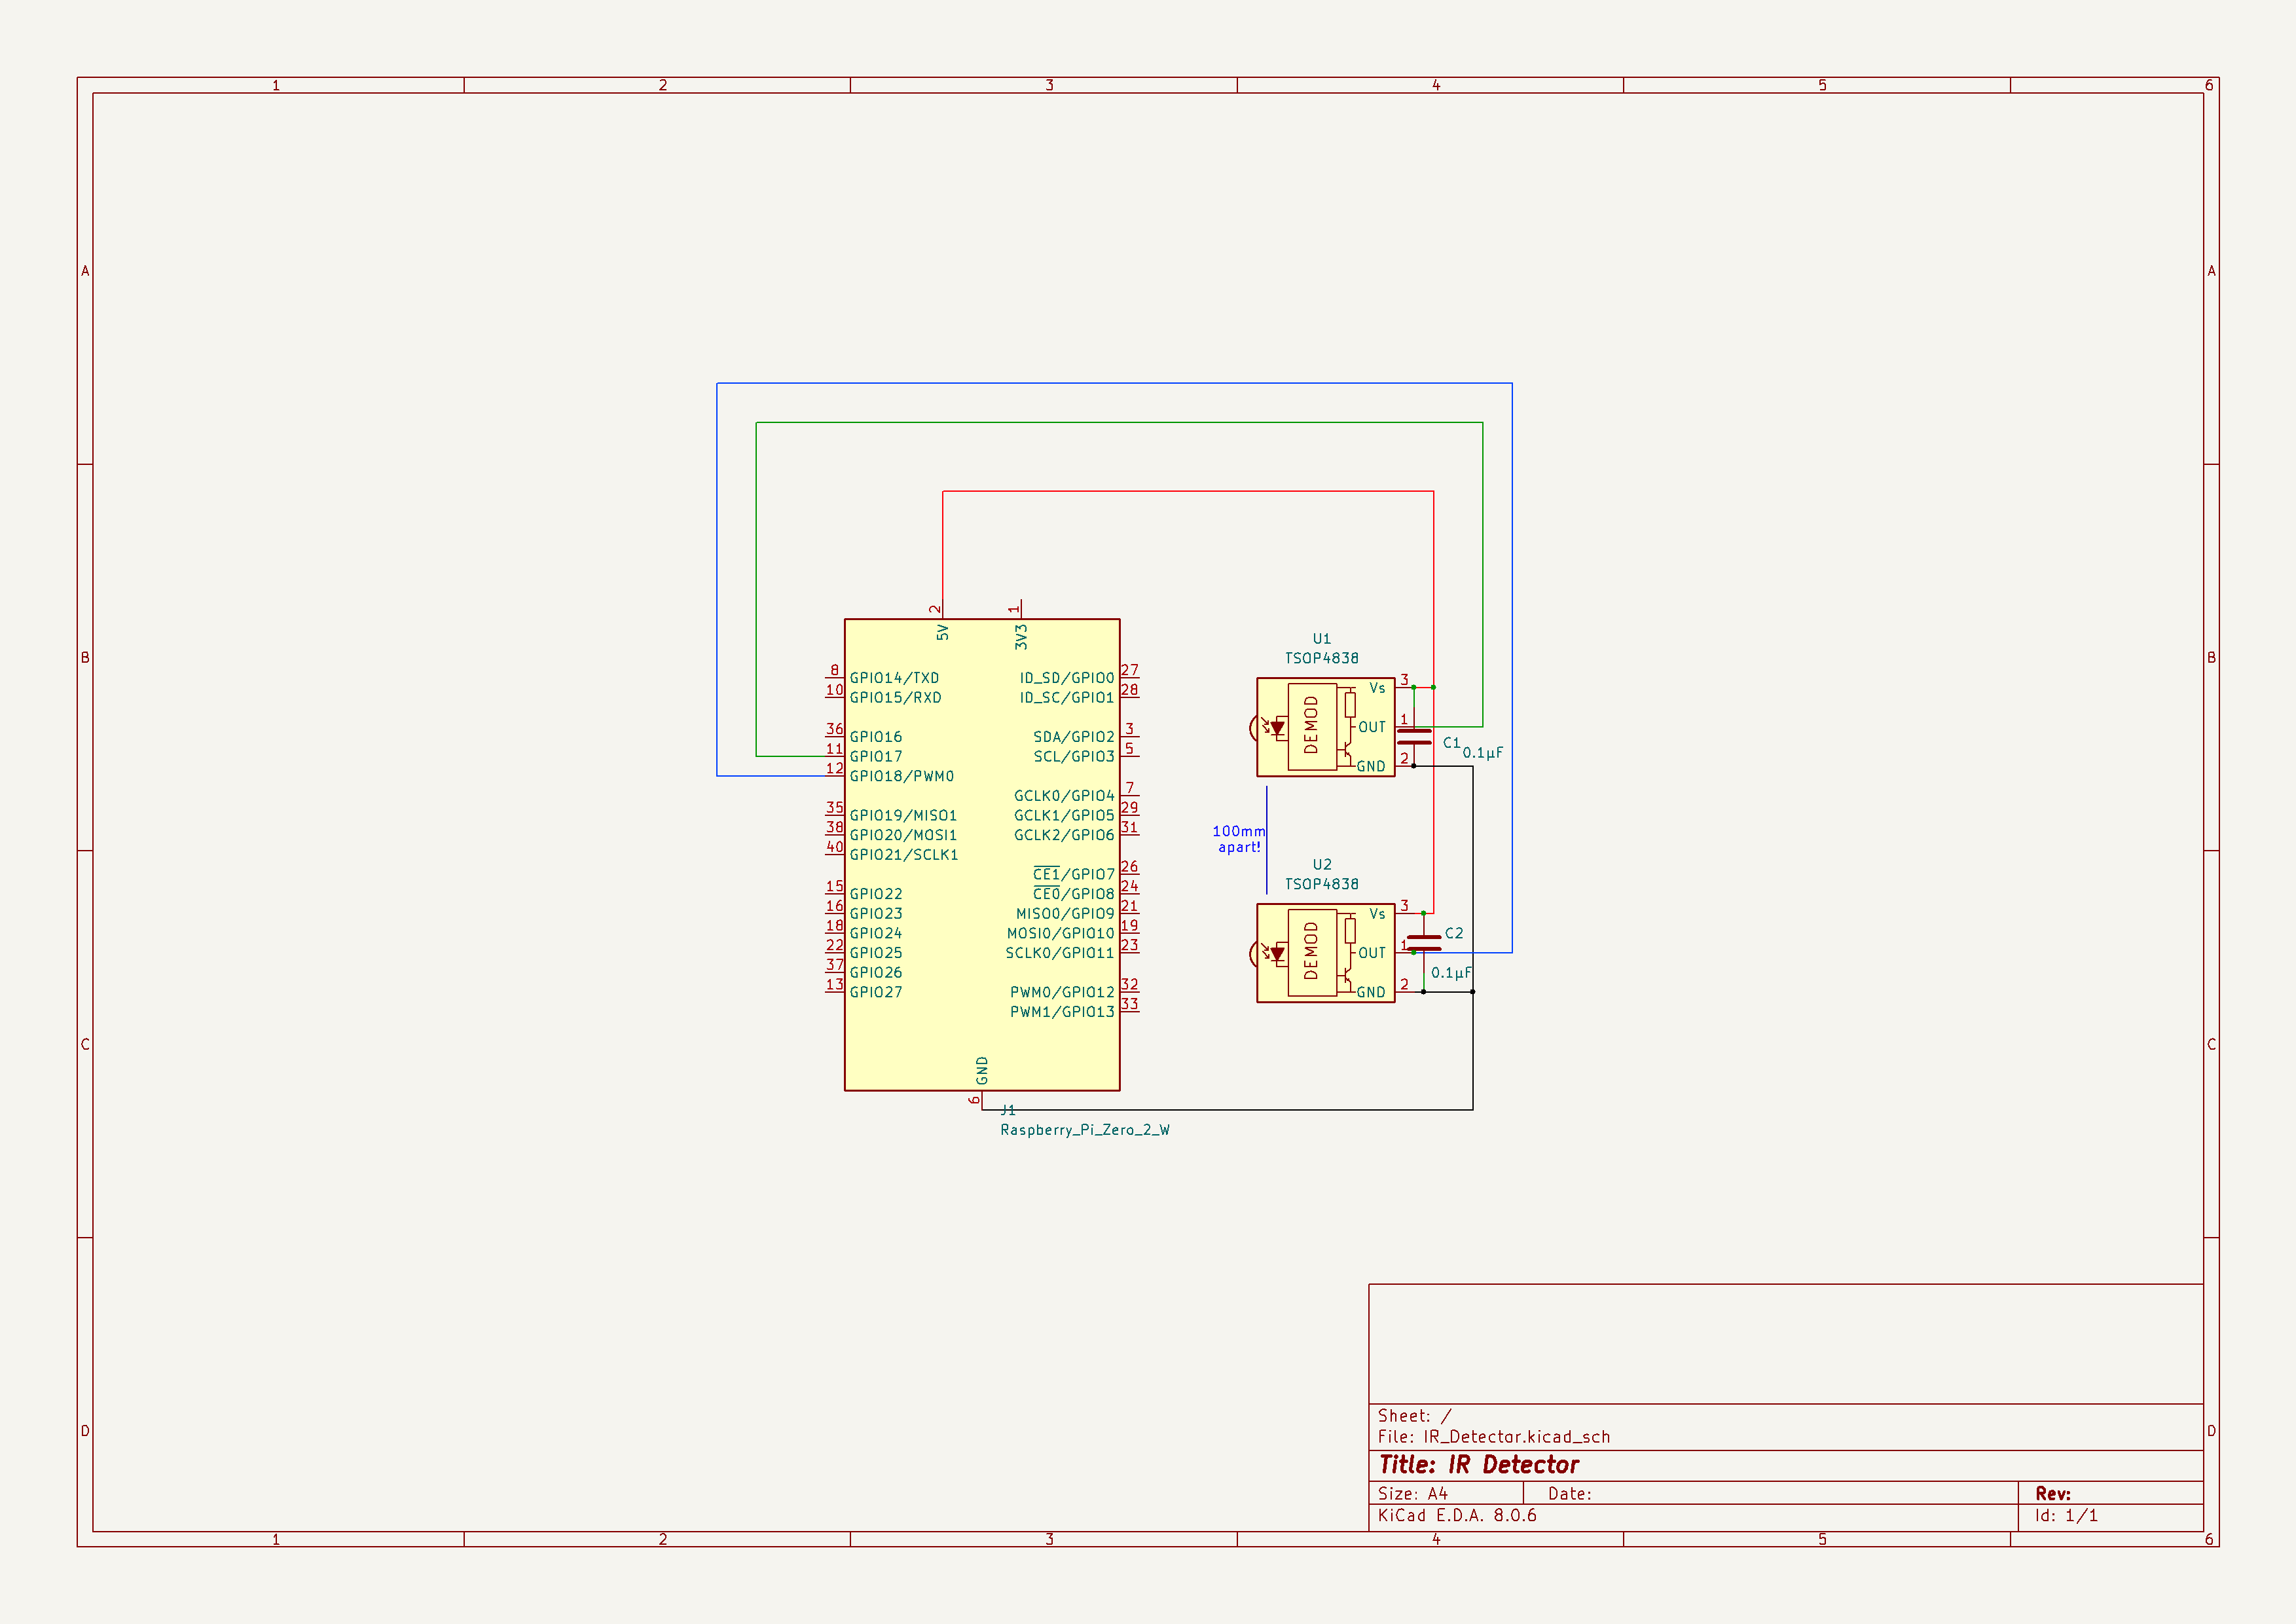 1 2 3 4 5 6
A A
B B
C C
D D
2 1
5V 3V3
8 GPIO14/TXD
10 GPIO15/RXD
36 GPIO16
11 GPIO17
12 GPIO18/PWM0
35 GPIO19/MISO1
38 GPIO20/MOSI1
40 GPIO21/SCLK1
15 GPIO22
16 GPIO23
18 GPIO24
22 GPIO25
37 GPIO26
13 GPIO27
ID_SD/GPIO0 27
ID_SC/GPIO1 28
SDA/GPIO2 3
SCL/GPIO3 5
GCLK0/GPIO4 7
GCLK1/GPIO5 29
GCLK2/GPIO6 31
CE1/GPIO7 26
CE0/GPIO8 24
MISO0/GPIO9 21
MOSI0/GPIO10 19
SCLK0/GPIO11 23
PWM0/GPIO12 32
PWM1/GPIO13 33
GND
6
J1
Raspberry_Pi_Zero_2_W
U1
TSOP4838
DEMOD
Vs 3
OUT 1
GND 2
C1
0.1µF
100mm
apart!
U2
TSOP4838
DEMOD
Vs 3
OUT 1
GND 2
C2
0.1µF
Sheet: /
File: IR_Detector.kicad_sch
Title: IR Detector
Size: A4 Date: Rev:
KiCad E.D.A. 8.0.6 Id: 1/1
1 2 3 4 5 6